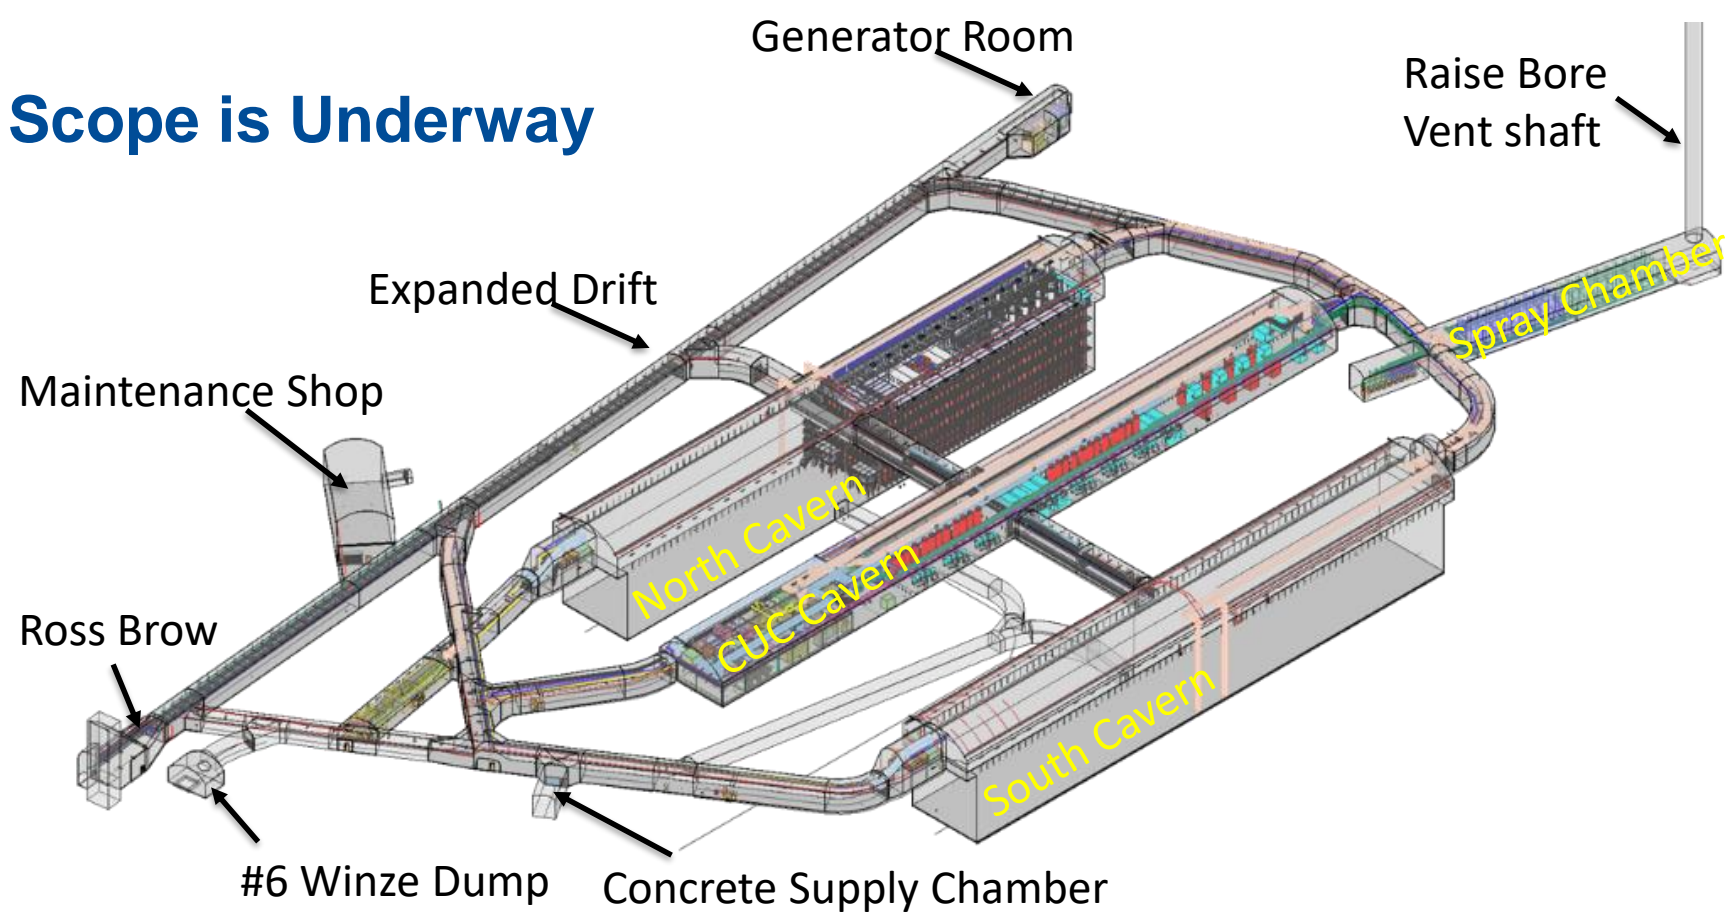 Generator Room
Raise Bore
Vent shaft
Scope is Underway
Expanded Drift
Spray Chamber
Maintenance Shop
North Cavern
CUC Cavern
Ross Brow
South Cavern
#6 Winze Dump
Concrete Supply Chamber